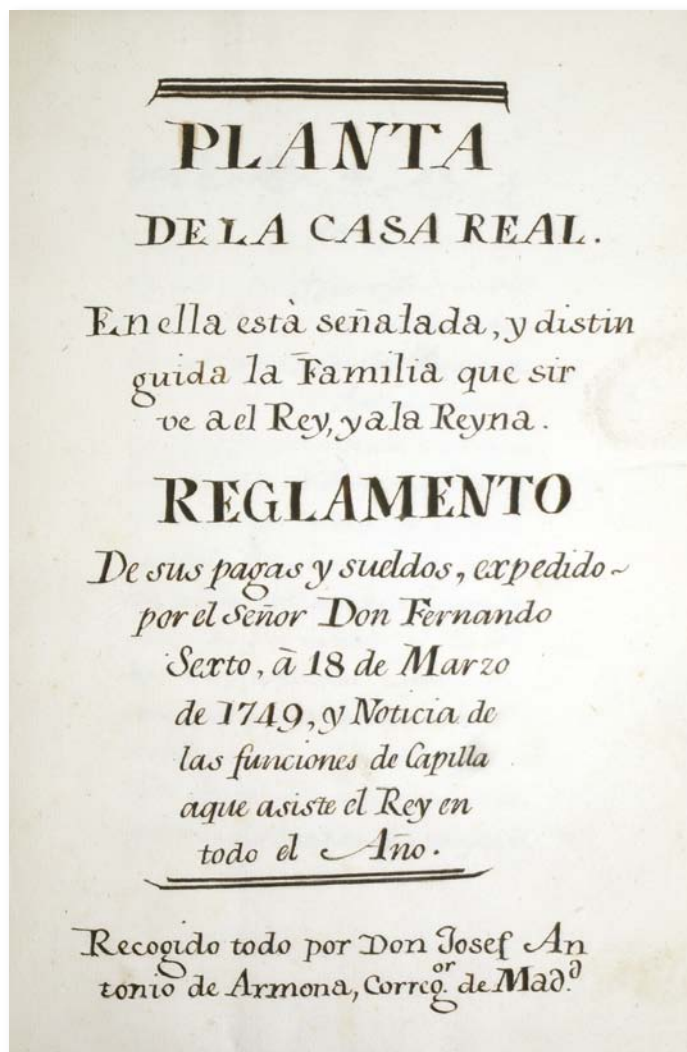 PLANTA
DE LA CASA REAL.
En ella està señalada, y distin
guida la Familia que sir
ve a el Rey, y a la Reyna.
REGLAMENTO
De sus pagas y sueldos, expedido~
por el Señor Don Fernando
Sexto, à 18 de Marzo
de 1749, y Noticia de
las funciones de Capilla
aque asiste el Rey en
todo el Año.
Recogido todo por Don Josef An
tonio de Armona, Correg.or de Mad.d